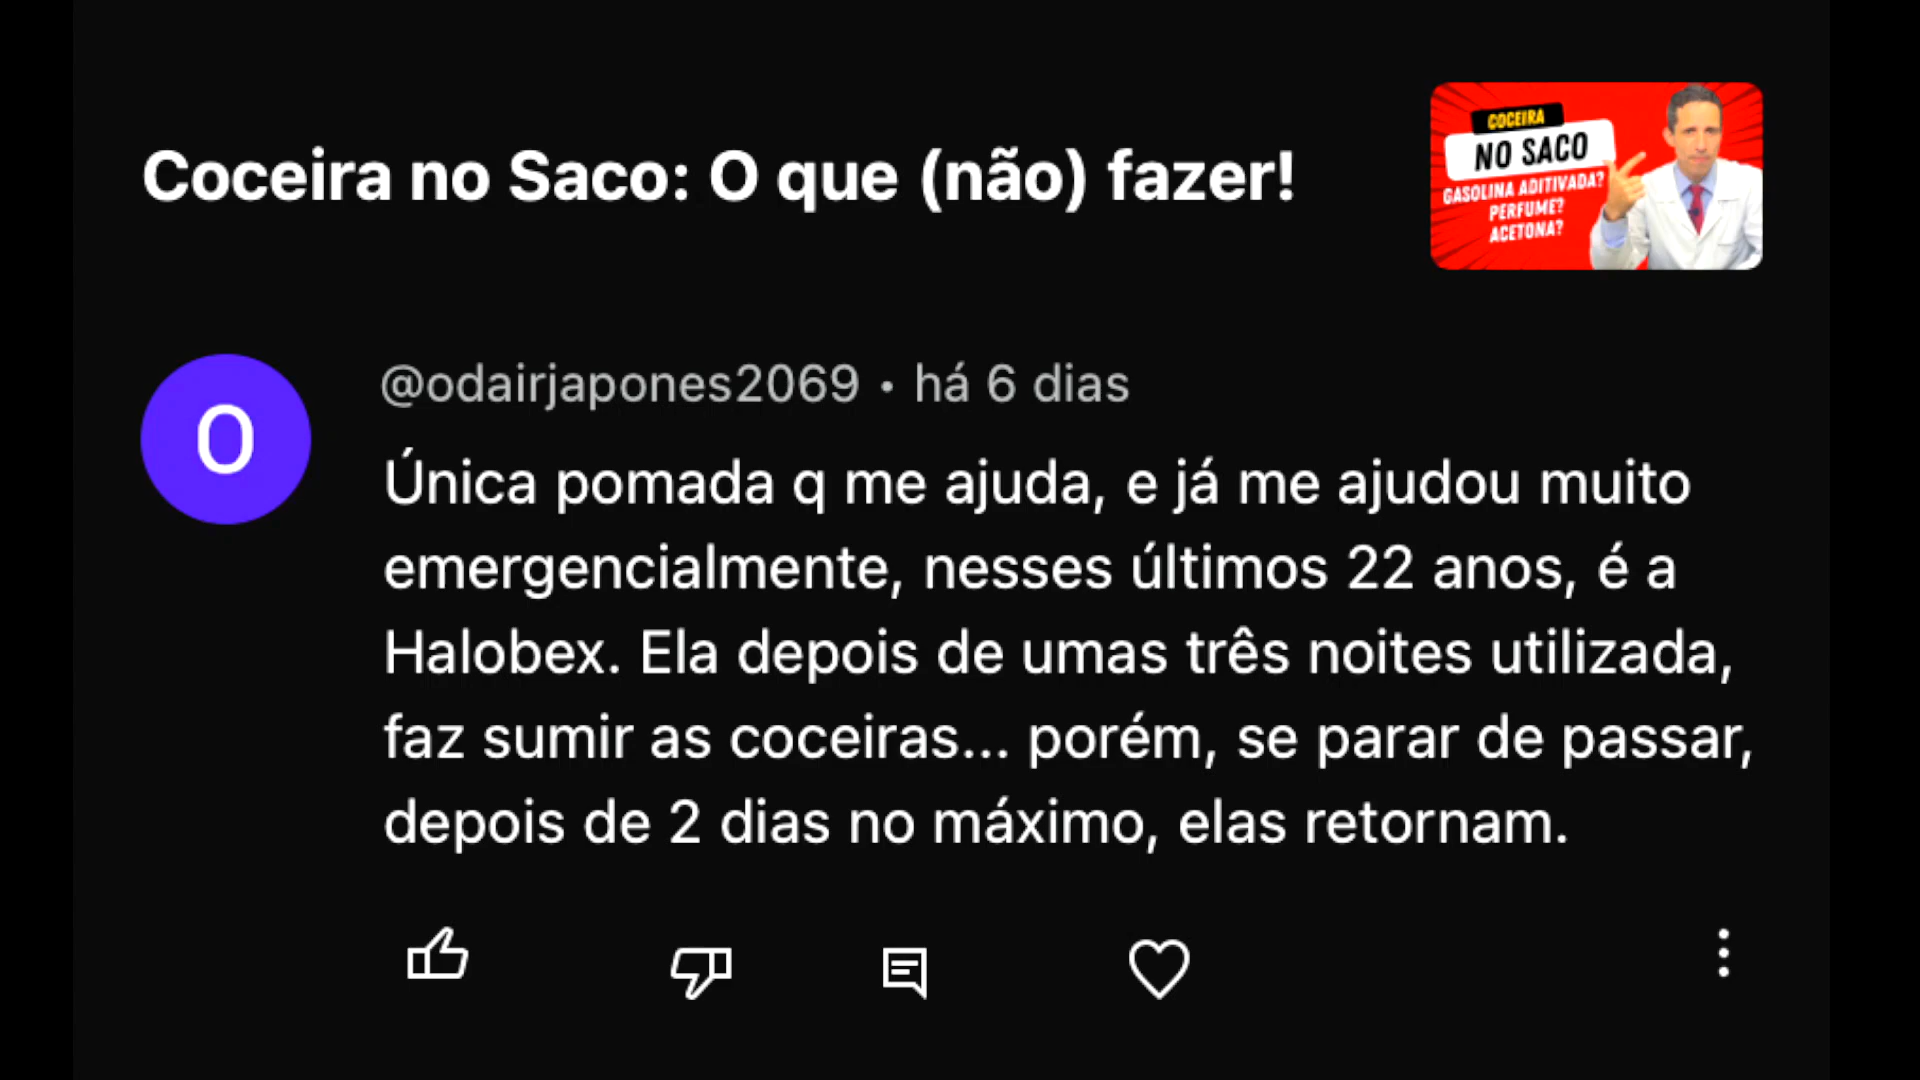 Coceira no Saco: O que (não) fazer!
COCEIRA
NO SACO
GASOLINA ADITIVADA?
PERFUME?
ACETONA?
O
@odairjapones2069 • há 6 dias
Única pomada q me ajuda, e já me ajudou muito
emergencialmente, nesses últimos 22 anos, é a
Halobex. Ela depois de umas três noites utilizada,
faz sumir as coceiras... porém, se parar de passar,
depois de 2 dias no máximo, elas retornam.